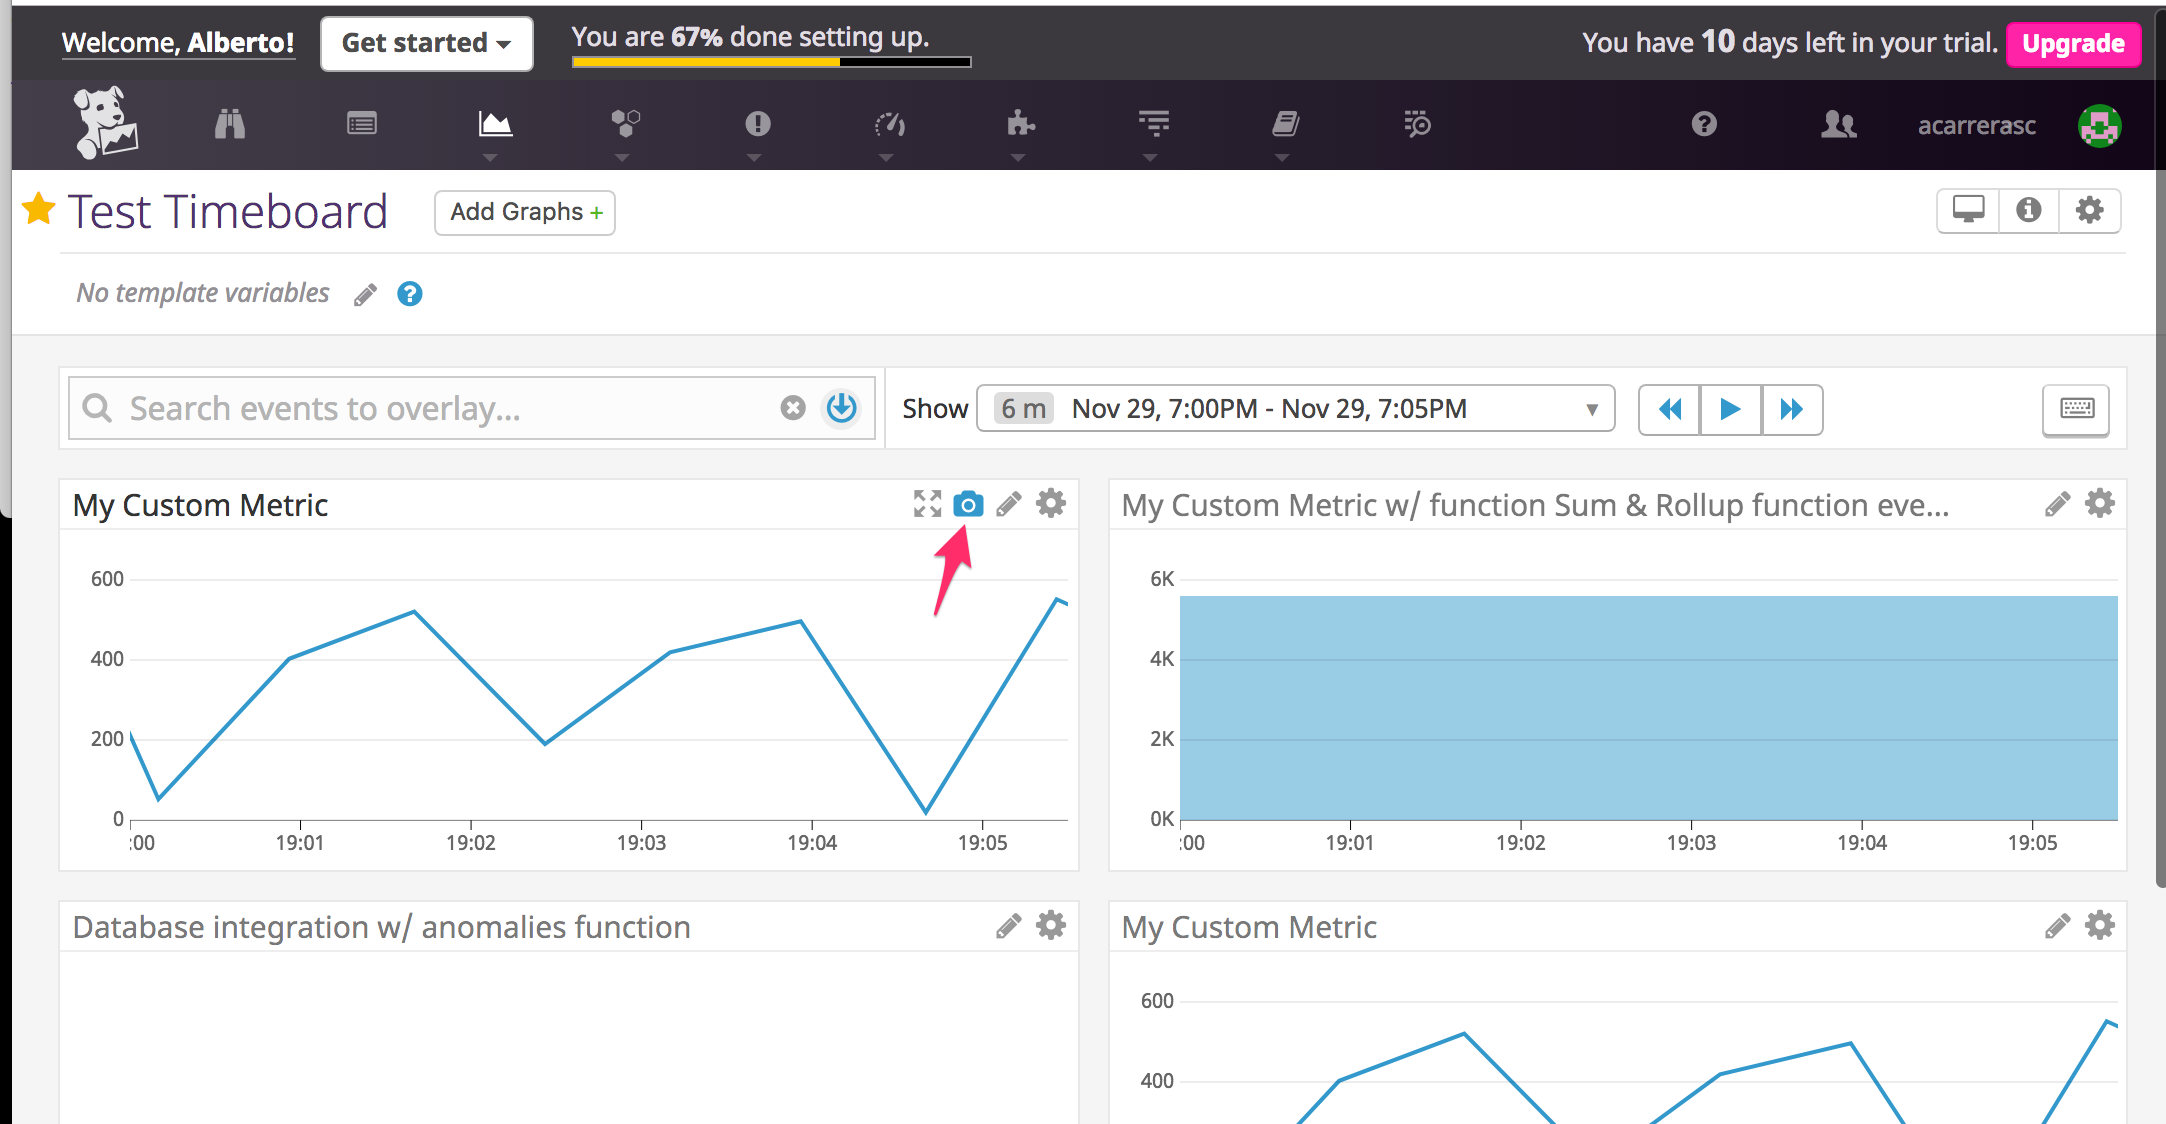 Welcome, Alberto!
Get started
You are 67% done setting up.
You have 10 days left in your trial.
Upgrade
acarrerasc
Test Timeboard
Add Graphs +
No template variables
Search events to overlay...
Show
6 m Nov 29, 7:00PM - Nov 29, 7:05PM
My Custom Metric
600
400
200
0
:00 19:01 19:02 19:03 19:04 19:05
My Custom Metric w/ function Sum & Rollup function eve...
6K
4K
2K
0K
:00 19:01 19:02 19:03 19:04 19:05
Database integration w/ anomalies function
My Custom Metric
600
400